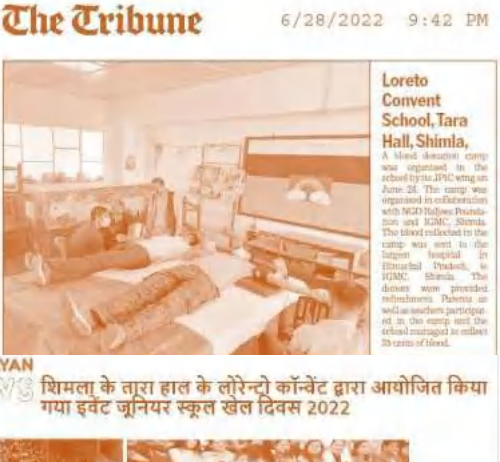 The Tribune
6/28/2022 9:42 PM
Loreto
Convent
School, Tara
Hall, Shimla,
A blood donation camp
was organised in the
school by its JPIC wing on
June 24. The camp was
organised in collaboration
with NGO
and IGMC, Shimla.
The blood collected in the
camp was sent to the
largest hospital in
Himachal Pradesh, ie
IGMC, Shimla. The
donors were provided
refreshments. Parents as
well as teachers participat-
ed in the camp and the
school managed to collect
units of blood.
YAN
शिमला के तारा हाल के लोरेन्टो कॉन्वेंट द्वारा आयोजित किया
गया इवेंट जूनियर स्कूल खेल दिवस 2022